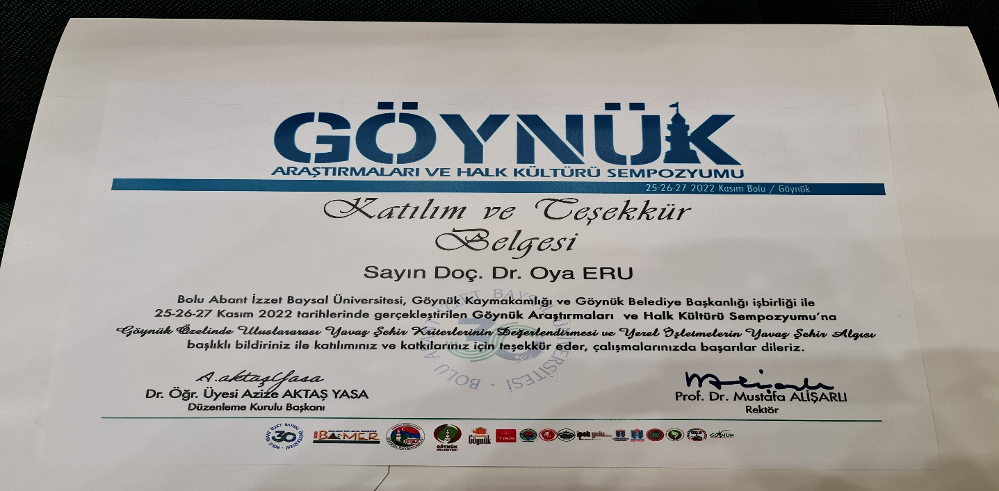 GÖYNÜK
ARAŞTIRMALARI VE HALK KÜLTÜRÜ SEMPOZYUMU
25-26-27 2022 Kasım Bolu / Göynük
Katılım ve Teşekkür
Belgesi
Sayın Doç. Dr. Oya ERU
Bolu Abant İzzet Baysal Üniversitesi, Göynük Kaymakamlığı ve Göynük Belediye Başkanlığı işbirliği ile
25-26-27 Kasım 2022 tarihlerinde gerçekleştirilen Göynük Araştırmaları ve Halk Kültürü Sempozyumu'na
Göynük Özelinde Uluslararası Yavaş Şehir Kriterlerinin Değerlendirmesi ve Yerel İşletmelerin Yavaş Şehir Algısı
başlıklı bildiriniz ile katılımınız ve katkılarınız için teşekkür eder, çalışmalarınızda başarılar dileriz.
A.aktaşYasa
Dr. Öğr. Üyesi Azize AKTAŞ YASA
Düzenleme Kurulu Başkanı
Prof. Dr. Mustafa ALİŞARLI
Rektör
BOLU ABANT İZZET BAYSAL ÜNİVERSİTESİ
30
BAMER
GÖYNÜK
BELEDİYESİ
Göynük
ipek yolu
GÖYNÜK